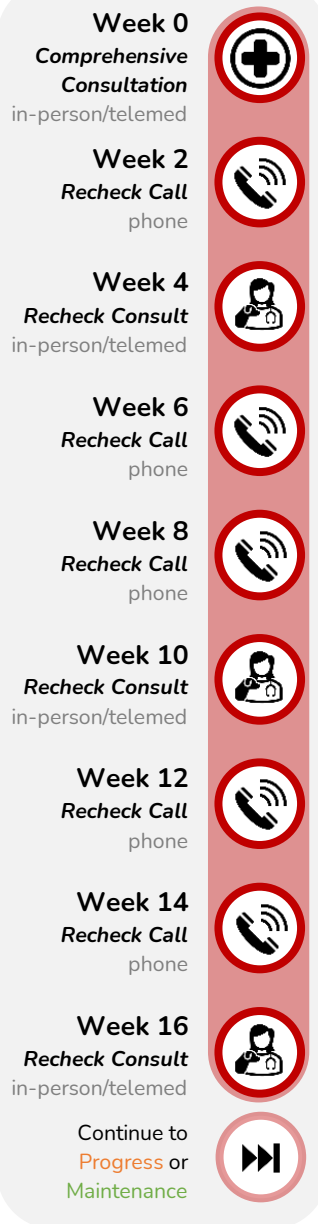 Week 0
Comprehensive
Consultation
in-person/telemed
Week 2
Recheck Call
phone
Week 4
Recheck Consult
in-person/telemed
Week 6
Recheck Call
phone
Week 8
Recheck Call
phone
Week 10
Recheck Consult
in-person/telemed
Week 12
Recheck Call
phone
Week 14
Recheck Call
phone
Week 16
Recheck Consult
in-person/telemed
Continue to
Progress or
Maintenance